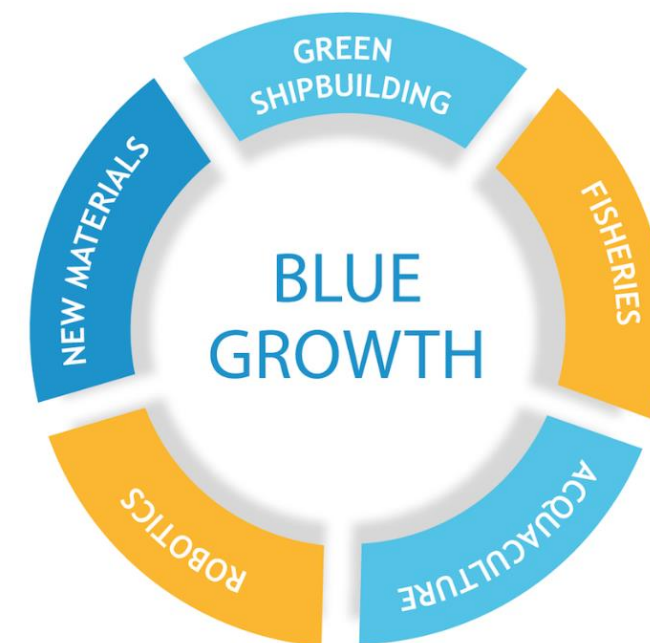 GREEN
SHIPBUILDING
FISHERIES
ACQUACULTURE
ROBOTICS
NEW MATERIALS
BLUE
GROWTH